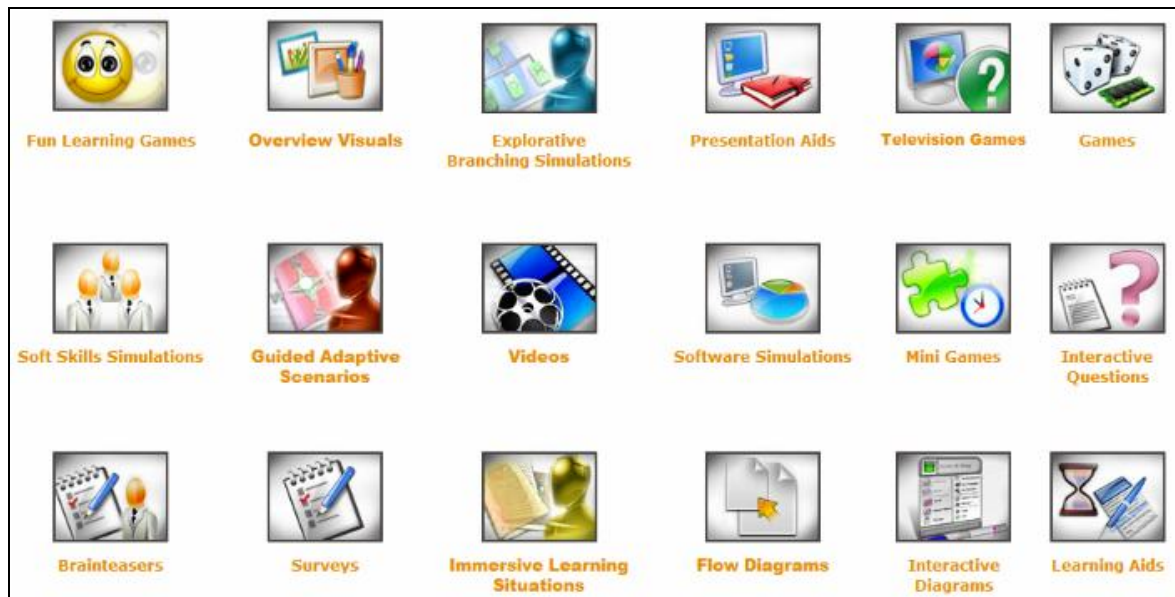 Fun Learning Games
Overview Visuals
Explorative
Branching Simulations
Presentation Aids
Television Games
Games
Soft Skills Simulations
Guided Adaptive
Scenarios
Videos
Software Simulations
Mini Games
Interactive
Questions
Brainteasers
Surveys
Immersive Learning
Situations
Flow Diagrams
Interactive
Diagrams
Learning Aids